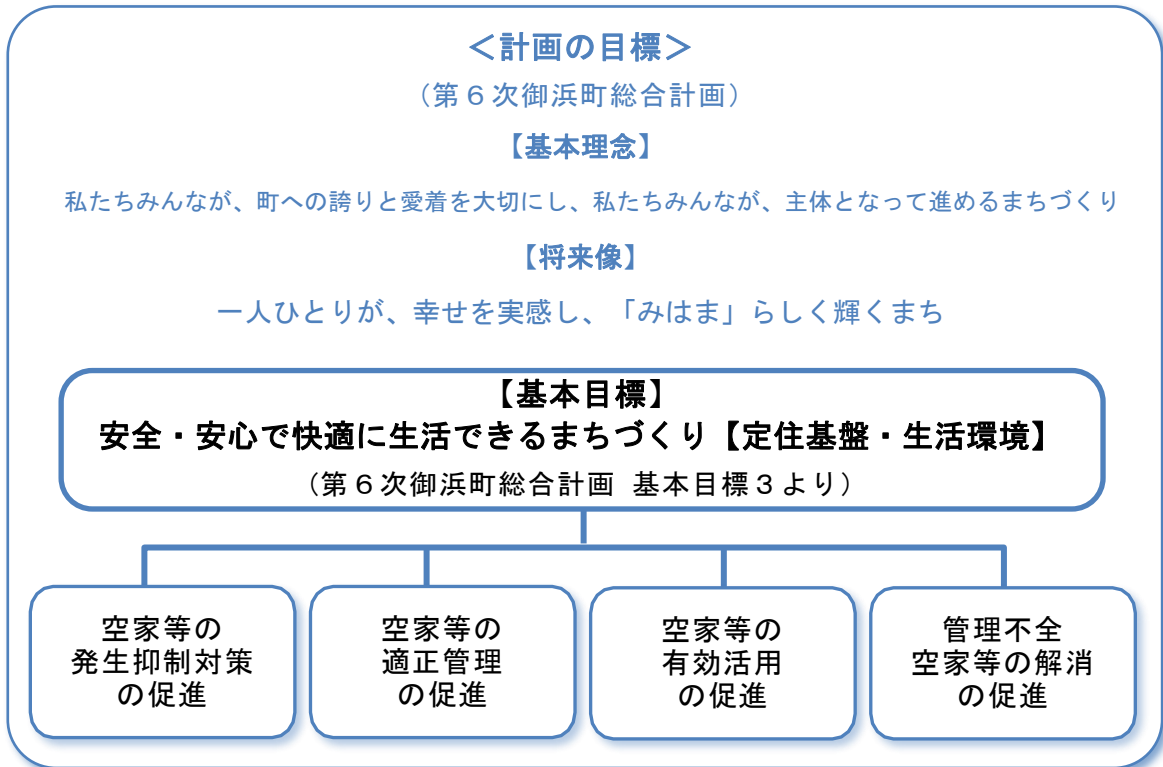 ＜計画の目標＞
（第６次御浜町総合計画）
【基本理念】
私たちみんなが、町への誇りと愛着を大切にし、私たちみんなが、主体となって進めるまちづくり
【将来像】
一人ひとりが、幸せを実感し、「みはま」らしく輝くまち
【基本目標】
安全・安心で快適に生活できるまちづくり【定住基盤・生活環境】
（第６次御浜町総合計画 基本目標３より）
空家等の
発生抑制対策
の促進
空家等の
適正管理
の促進
空家等の
有効活用
の促進
管理不全
空家等の解消
の促進